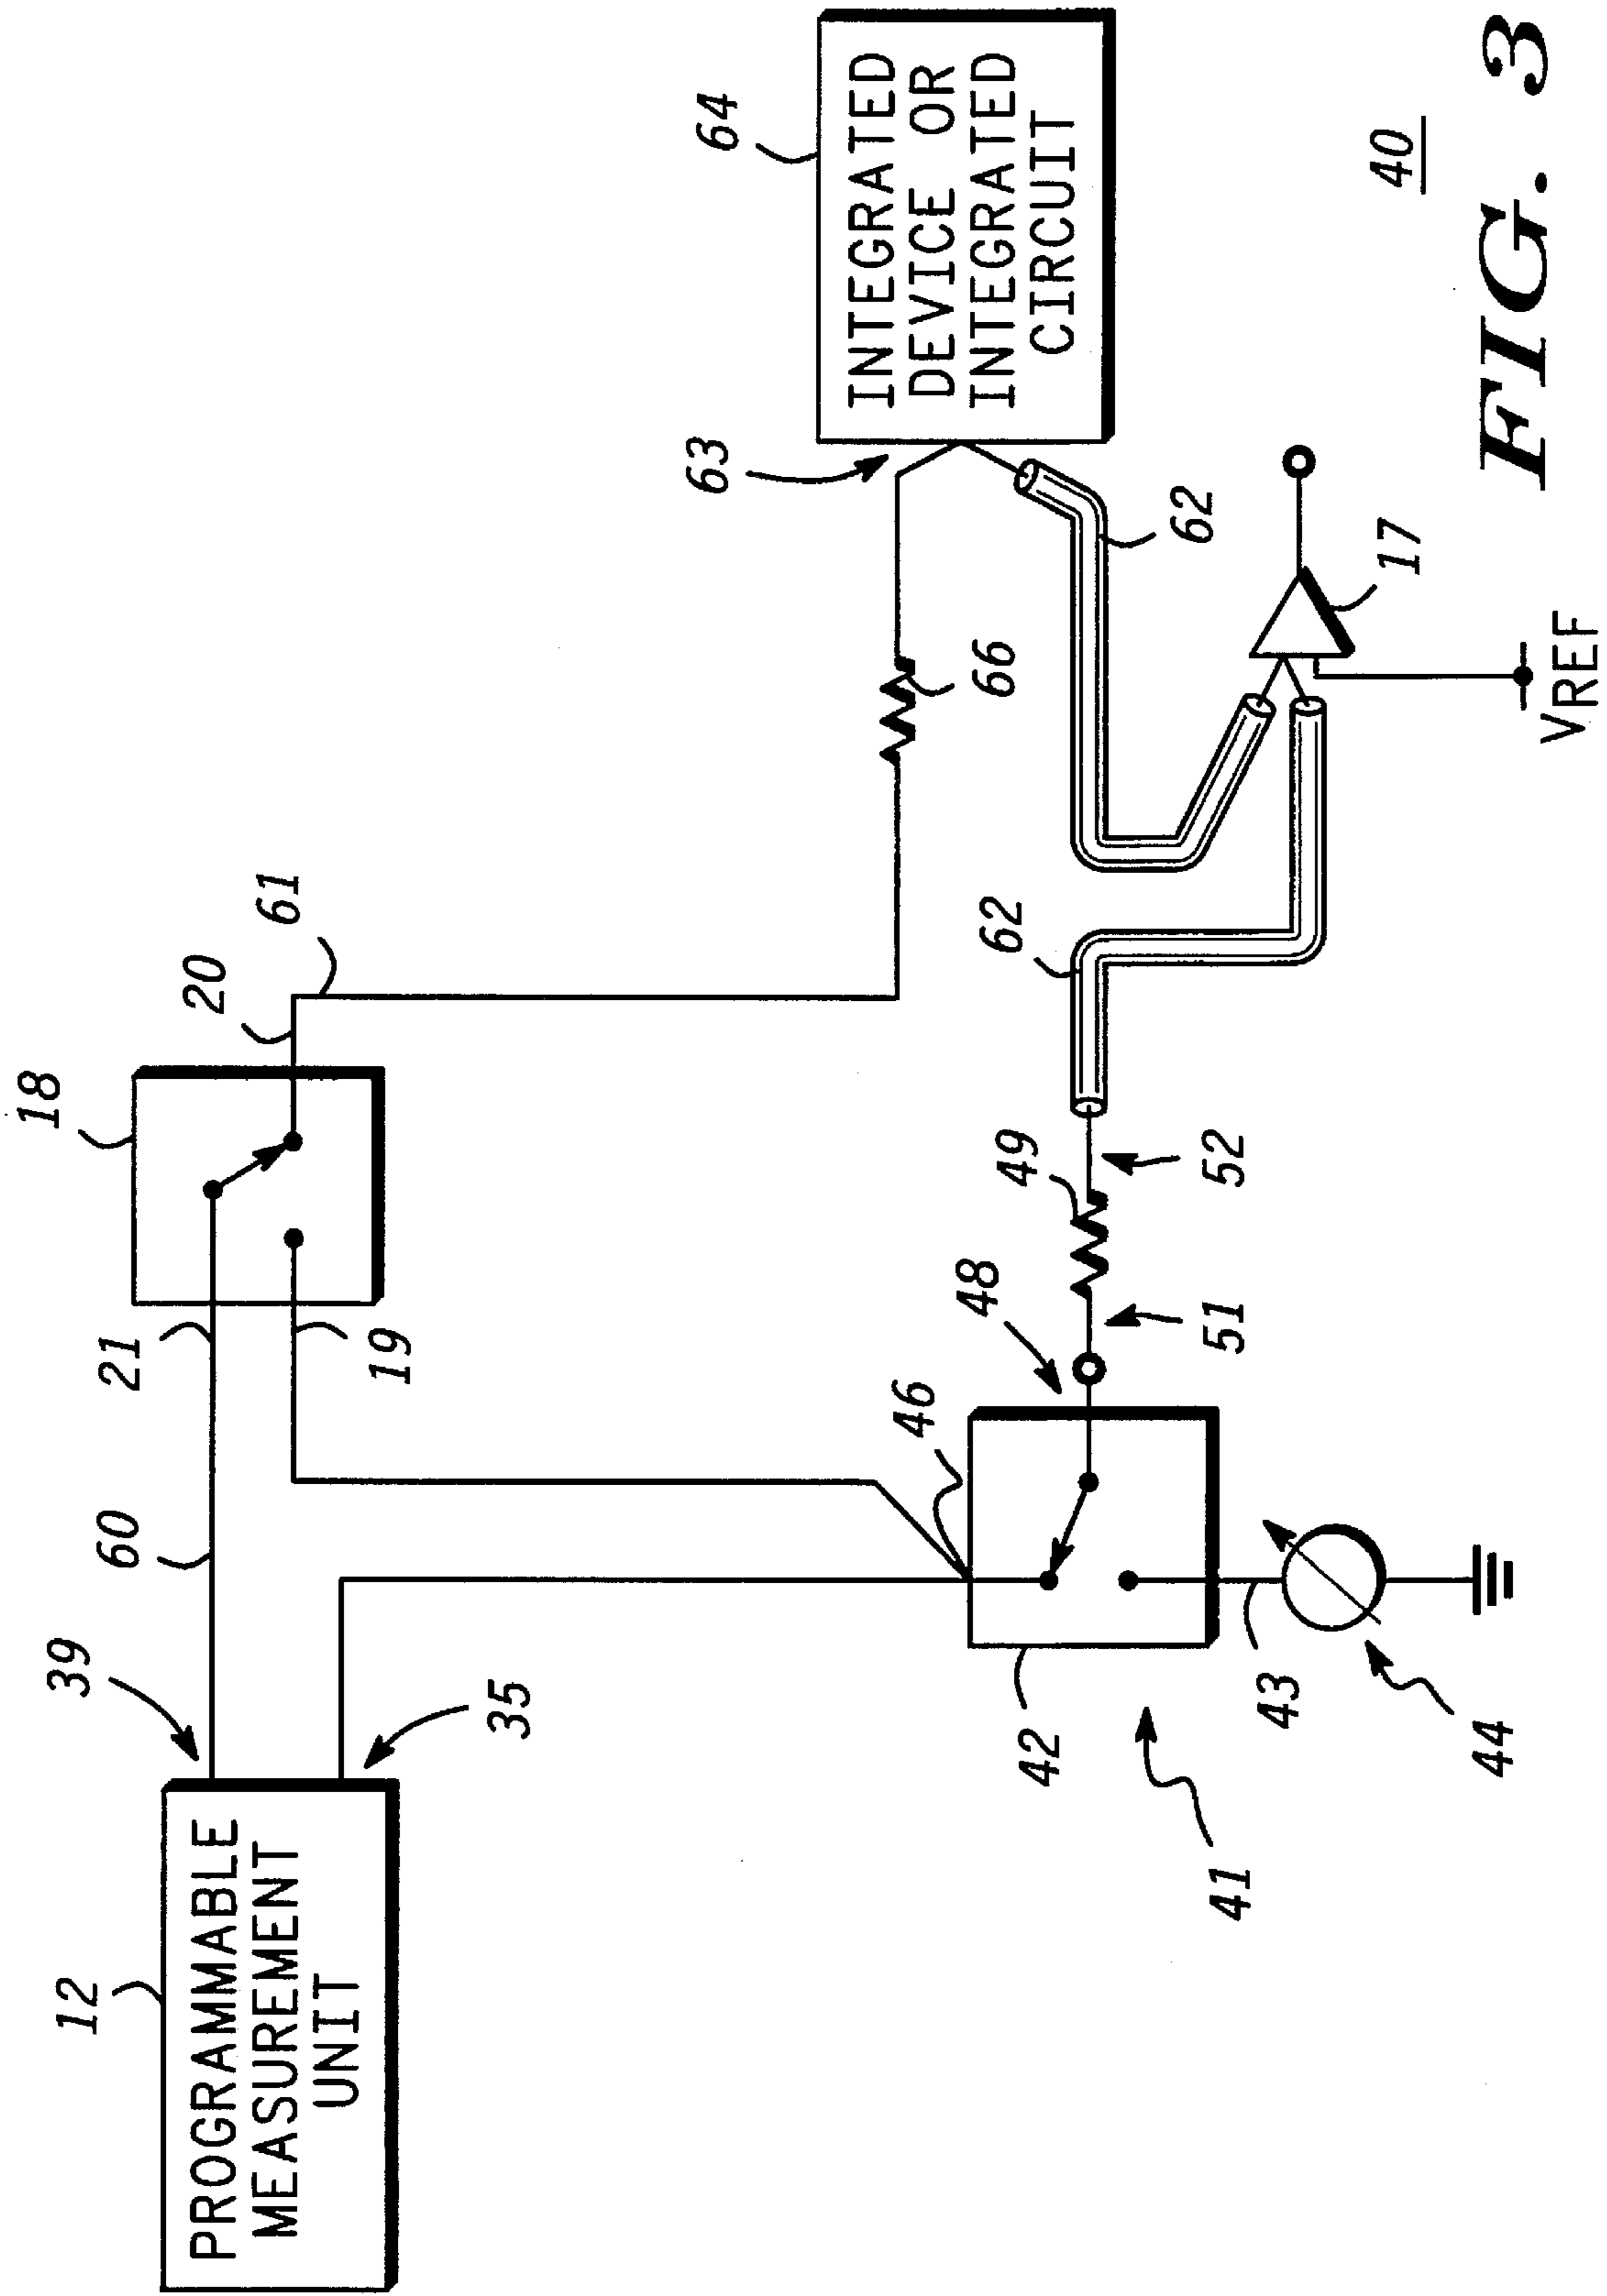 12
PROGRAMMABLE
MEASUREMENT
UNIT
39
35
60
21
19
18
20
61
46
42
41
43
44
48
51
49
52
62
66
63
64
INTEGRATED
DEVICE OR
INTEGRATED
CIRCUIT
62
17
VREF
40
FIG. 3